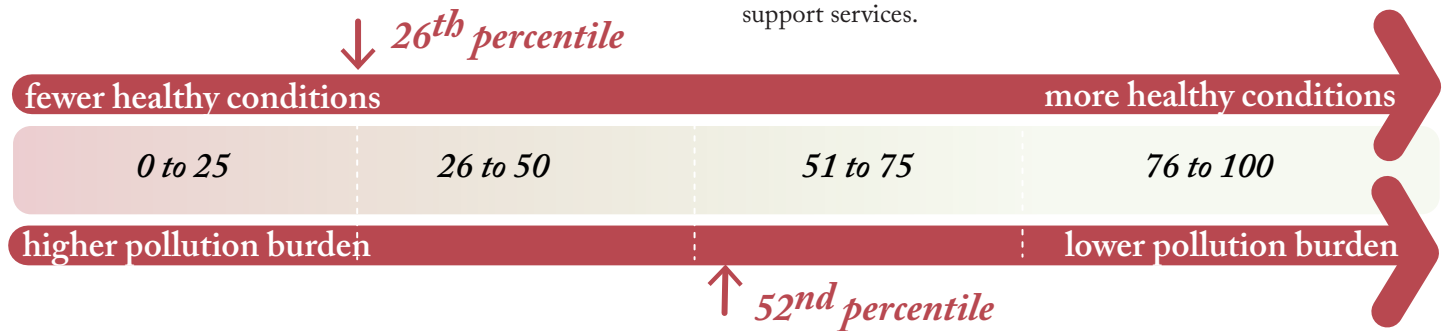 support services.
26th percentile
fewer healthy conditions more healthy conditions
0 to 25 26 to 50 51 to 75 76 to 100
higher pollution burden lower pollution burden
52nd percentile